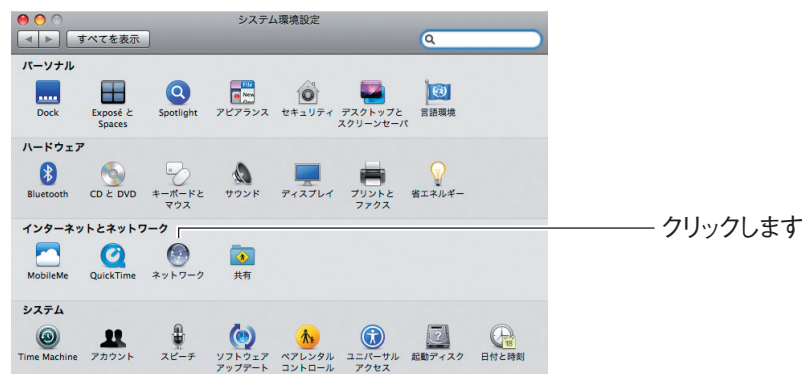 システム環境設定
すべてを表示
パーソナル
Dock
Exposé と
Spaces
Spotlight
アピアランス
セキュリティ
デスクトップと
スクリーンセーバ
言語環境
ハードウェア
Bluetooth
CD と DVD
キーボードと
マウス
サウンド
ディスプレイ
プリントと
ファクス
省エネルギー
インターネットとネットワーク
クリックします
MobileMe
QuickTime
ネットワーク
共有
システム
Time Machine
アカウント
スピーチ
ソフトウェア
アップデート
ペアレンタル
コントロール
ユニバーサル
アクセス
起動ディスク
日付と時刻
File
New
18